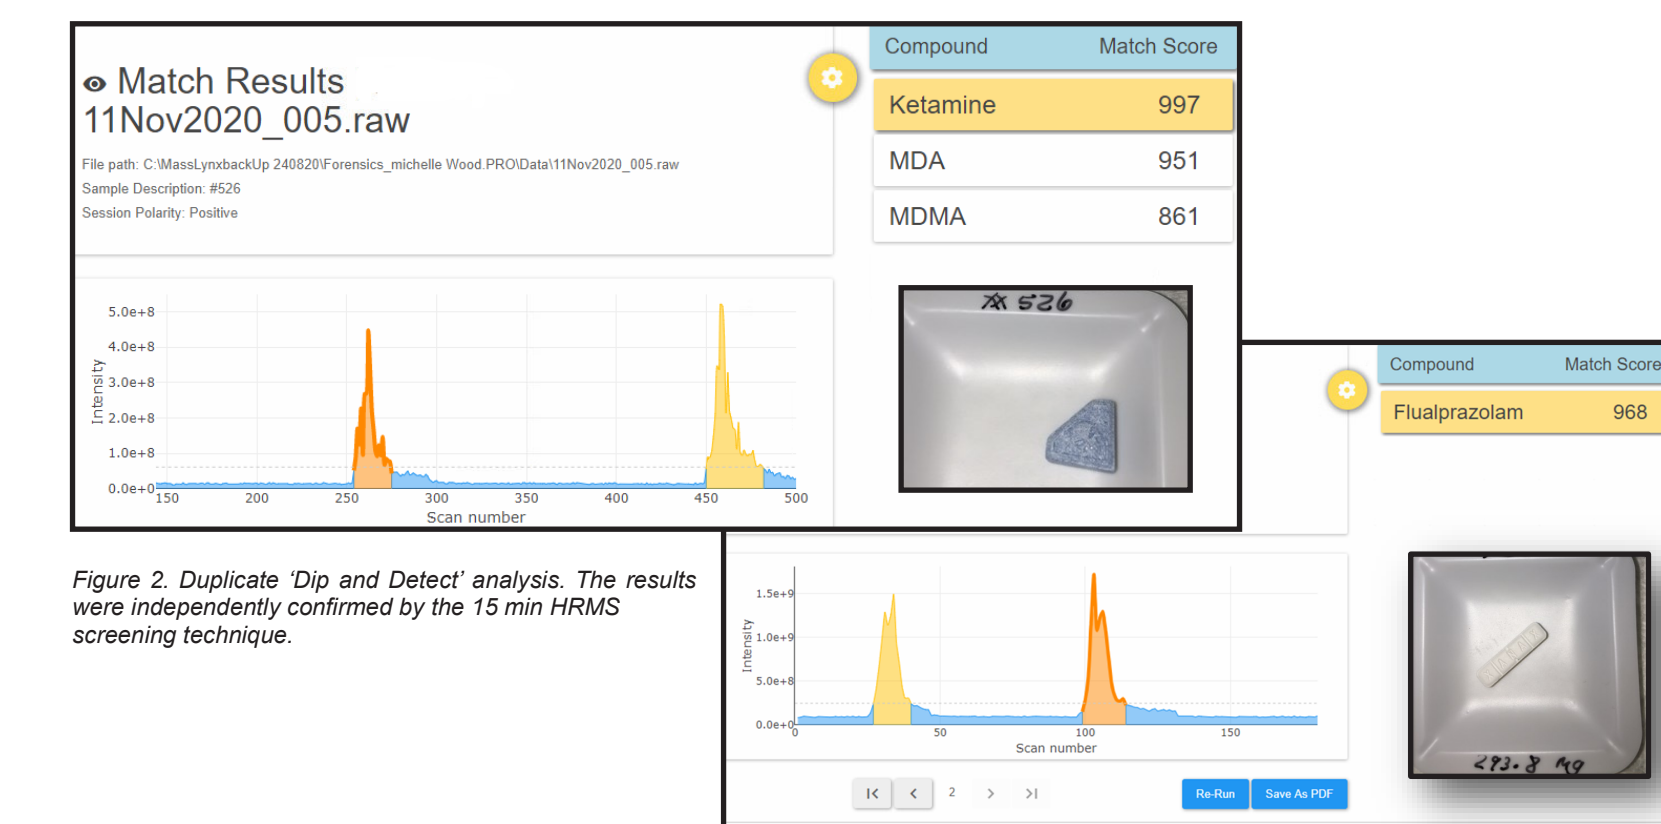 Match Results
11Nov2020_005.raw
File path: C:\MassLynxbackUp 240820\Forensics_michelle Wood.PRO\Data\11Nov2020_005.raw
Sample Description: #526
Session Polarity: Positive
Compound Match Score
Ketamine 997
MDA 951
MDMA 861
5.0e+8
4.0e+8
3.0e+8
2.0e+8
1.0e+8
0.0e+0
Intensity
150 200 250 300 350 400 450 500
Scan number
526
Figure 2. Duplicate ‘Dip and Detect’ analysis. The results
were independently confirmed by the 15 min HRMS
screening technique.
Compound Match Score
Flualprazolam 968
1.5e+9
1.0e+9
5.0e+8
0.0e+0
Intensity
0 50 100 150
Scan number
293.8 mg
2
Re-Run Save As PDF